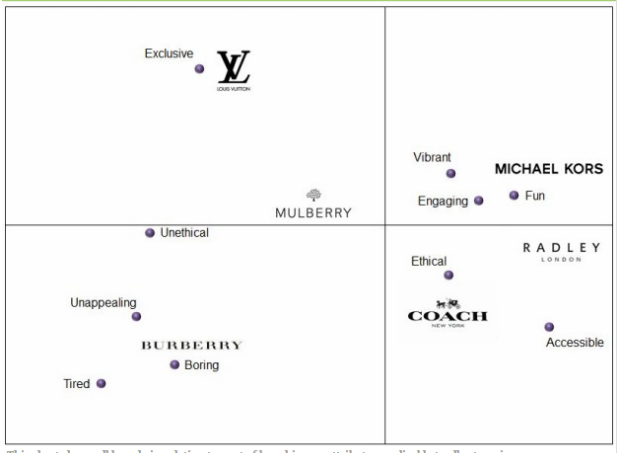 Exclusive
LV
LOUIS VUITTON
Vibrant
MICHAEL KORS
Engaging
Fun
MULBERRY
Unethical
RADLEY
LONDON
Ethical
Unappealing
COACH
NEW YORK
BURBERRY
Accessible
Boring
Tired